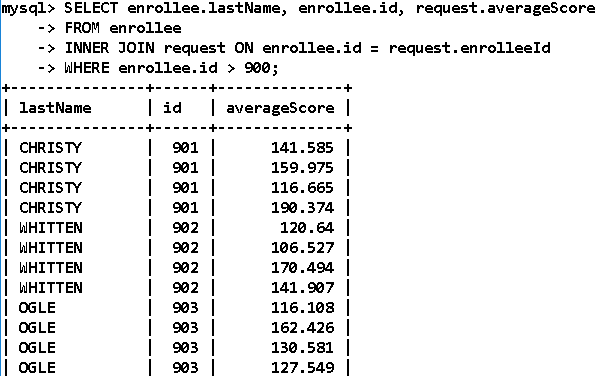 mysql> SELECT enrollee.lastName, enrollee.id, request.averageScore
    -> FROM enrollee
    -> INNER JOIN request ON enrollee.id = request.enrolleeId
    -> WHERE enrollee.id > 900;
+---------------+------+--------------+
| lastName      | id   | averageScore |
+---------------+------+--------------+
| CHRISTY       |  901 |      141.585 |
| CHRISTY       |  901 |      159.975 |
| CHRISTY       |  901 |      116.665 |
| CHRISTY       |  901 |      190.374 |
| WHITTEN       |  902 |       120.64 |
| WHITTEN       |  902 |      106.527 |
| WHITTEN       |  902 |      170.494 |
| WHITTEN       |  902 |      141.907 |
| OGLE          |  903 |      116.108 |
| OGLE          |  903 |      162.426 |
| OGLE          |  903 |      130.581 |
| OGLE          |  903 |      127.549 |